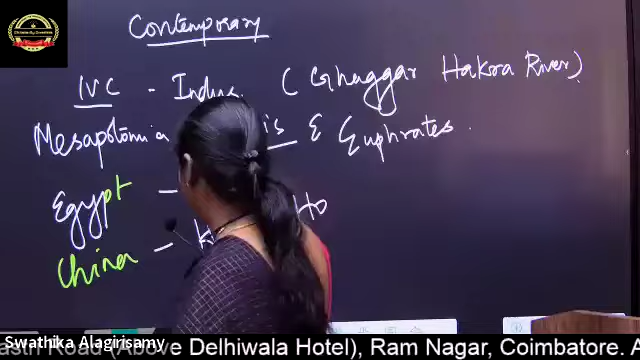 Contemporary
IVC - Indus. (Ghaggar Hakra River)
Mesapotomia is & Euphrates.
Egypt -
China - Ho
Swathika Alagirisamy
Road (Above Delhiwala Hotel), Ram Nagar, Coimbatore. A